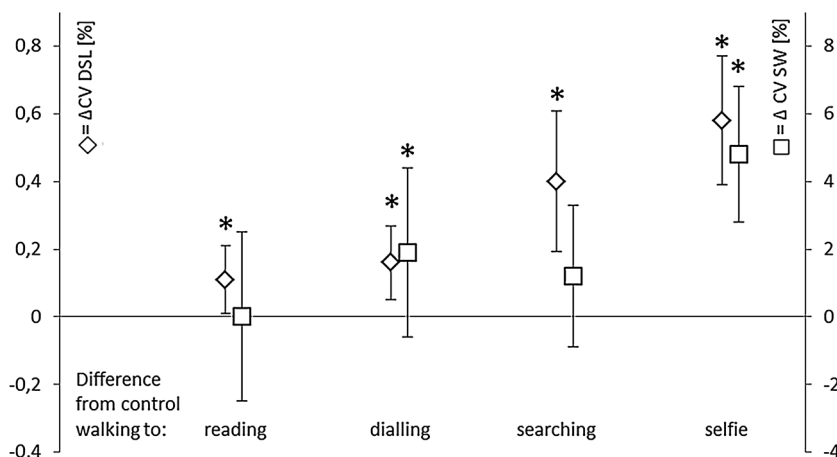 = ΔCV DSL [%]
= Δ CV SW [%]
0,8
0,6
0,4
0,2
0
-0,2
-0,4
8
6
4
2
0
-2
-4
*
*
*
*
*
*
Difference
from control
walking to:
reading
dialling
searching
selfie